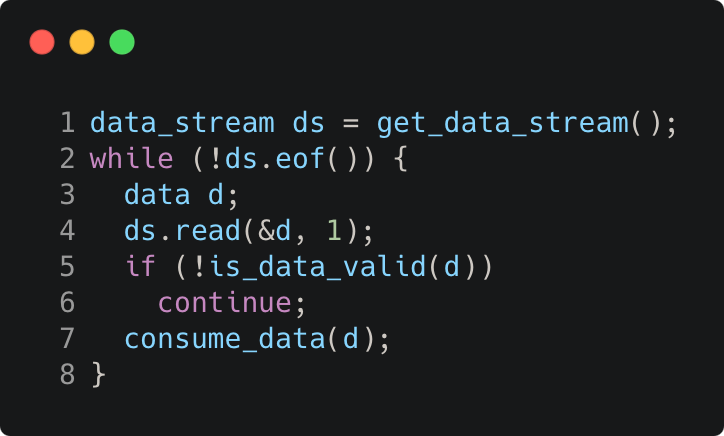 1 data_stream ds = get_data_stream();
2 while (!ds.eof()) {
3   data d;
4   ds.read(&d, 1);
5   if (!is_data_valid(d))
6     continue;
7   consume_data(d);
8 }